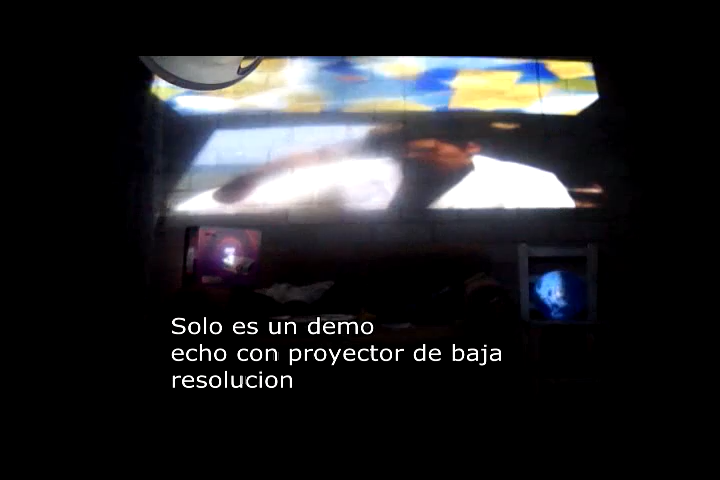 Solo es un demo
echo con proyector de baja
resolucion